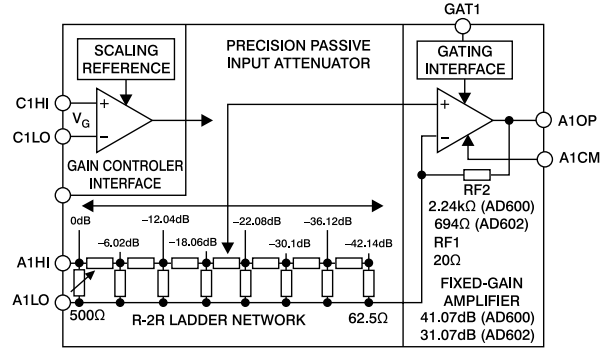 GAT1
SCALING
REFERENCE
PRECISION PASSIVE
INPUT ATTENUATOR
GATING
INTERFACE
C1HI
+
VG
−
C1LO
+
−
A1OP
A1CM
GAIN CONTROLER
INTERFACE
RF2
2.24kΩ (AD600)
694Ω (AD602)
RF1
20Ω
0dB
−12.04dB
−22.08dB
−36.12dB
−6.02dB
−18.06dB
−30.1dB
−42.14dB
A1HI
A1LO
500Ω
R-2R LADDER NETWORK
62.5Ω
FIXED-GAIN
AMPLIFIER
41.07dB (AD600)
31.07dB (AD602)